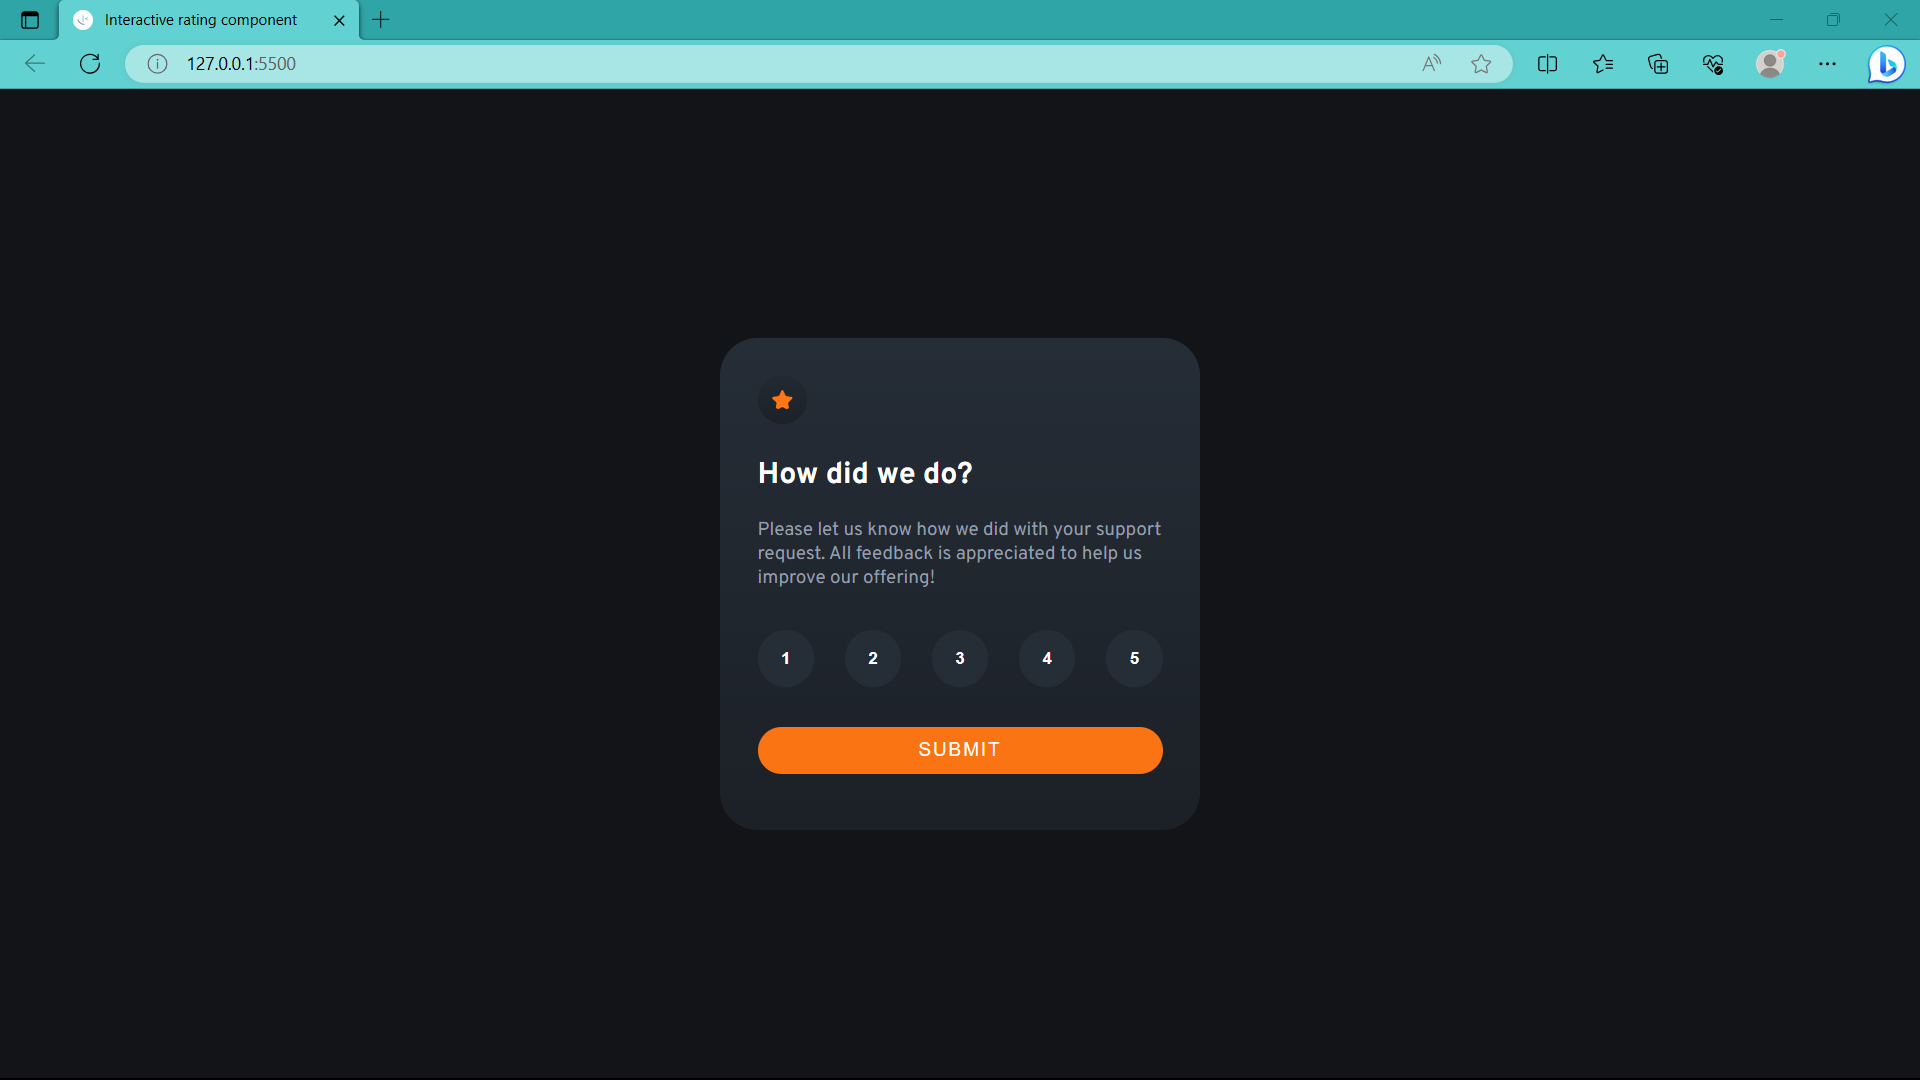 Interactive rating component
127.0.0.1:5500
How did we do?
Please let us know how we did with your support
request. All feedback is appreciated to help us
improve our offering!
1 2 3 4 5
SUBMIT